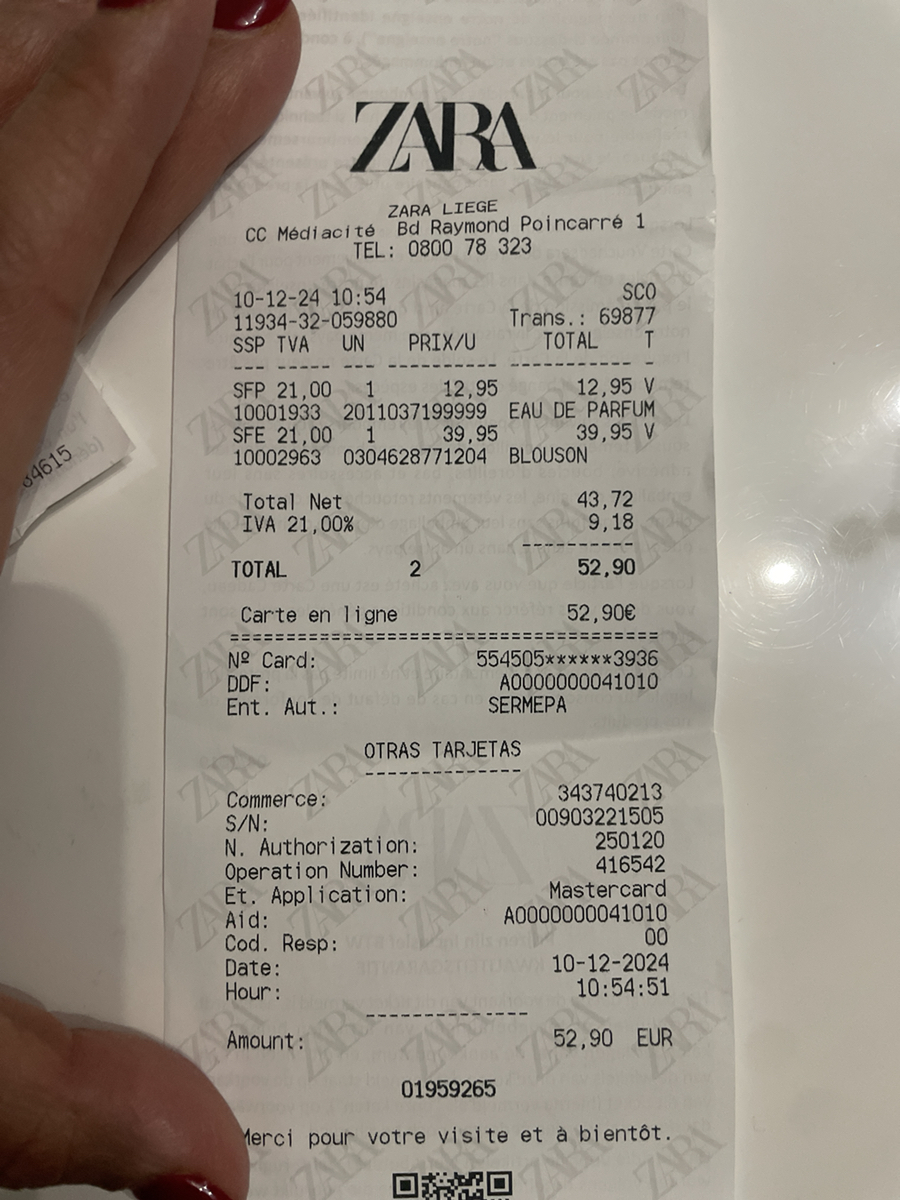 ZARA
ZARA LIEGE
CC Médiacité Bd Raymond Poincarré 1
TEL: 0800 78 323
10-12-24 10:54 SCO
11934-32-059880 Trans.: 69877
SSP TVA UN PRIX/U TOTAL T
--- ----- --- ---------- ----------- -
SFP 21,00 1 12,95 12,95 V
10001933 2011037199999 EAU DE PARFUM
SFE 21,00 1 39,95 39,95 V
10002963 0304628771204 BLOUSON
Total Net 43,72
IVA 21,00% 9,18
----------
TOTAL 2 52,90
Carte en ligne 52,90€
======================================
Nº Card: 554505******3936
DDF: A0000000041010
Ent. Aut.: SERMEPA
OTRAS TARJETAS
--------------
Commerce: 343740213
S/N: 00903221505
N. Authorization: 250120
Operation Number: 416542
Et. Application: Mastercard
Aid: A0000000041010
Cod. Resp: 00
Date: 10-12-2024
Hour: 10:54:51
--------------
Amount: 52,90 EUR
01959265
Merci pour votre visite et à bientôt.
84615